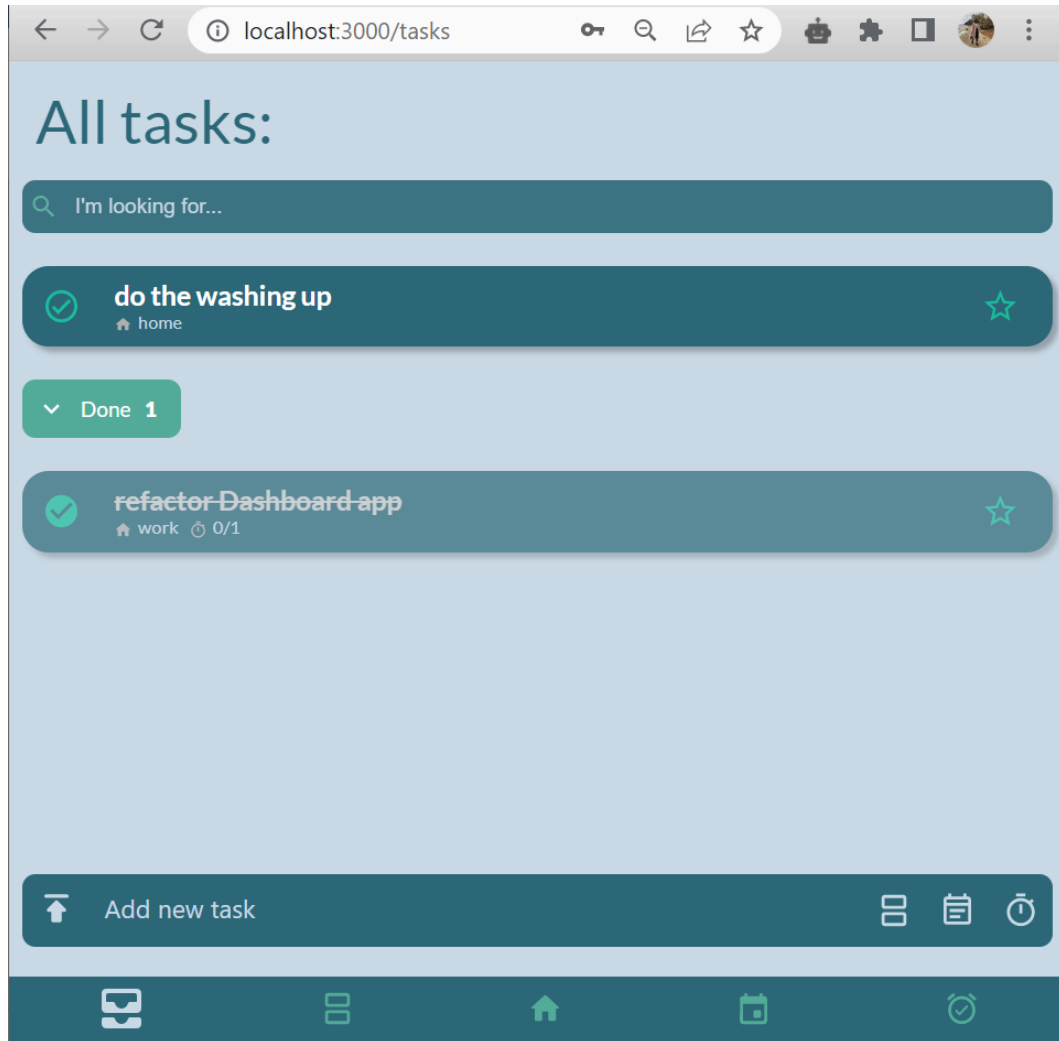 localhost:3000/tasks
All tasks:
I'm looking for...
do the washing up
home
Done 1
refactor Dashboard app
work 0/1
Add new task